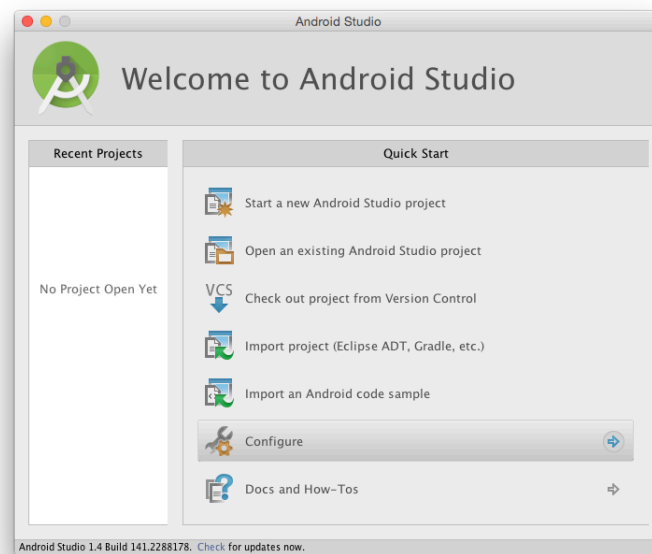 Android Studio
Welcome to Android Studio
Recent Projects
No Project Open Yet
Quick Start
Start a new Android Studio project
Open an existing Android Studio project
VCS
Check out project from Version Control
Import project (Eclipse ADT, Gradle, etc.)
Import an Android code sample
Configure
Docs and How-Tos
Android Studio 1.4 Build 141.2288178. Check for updates now.